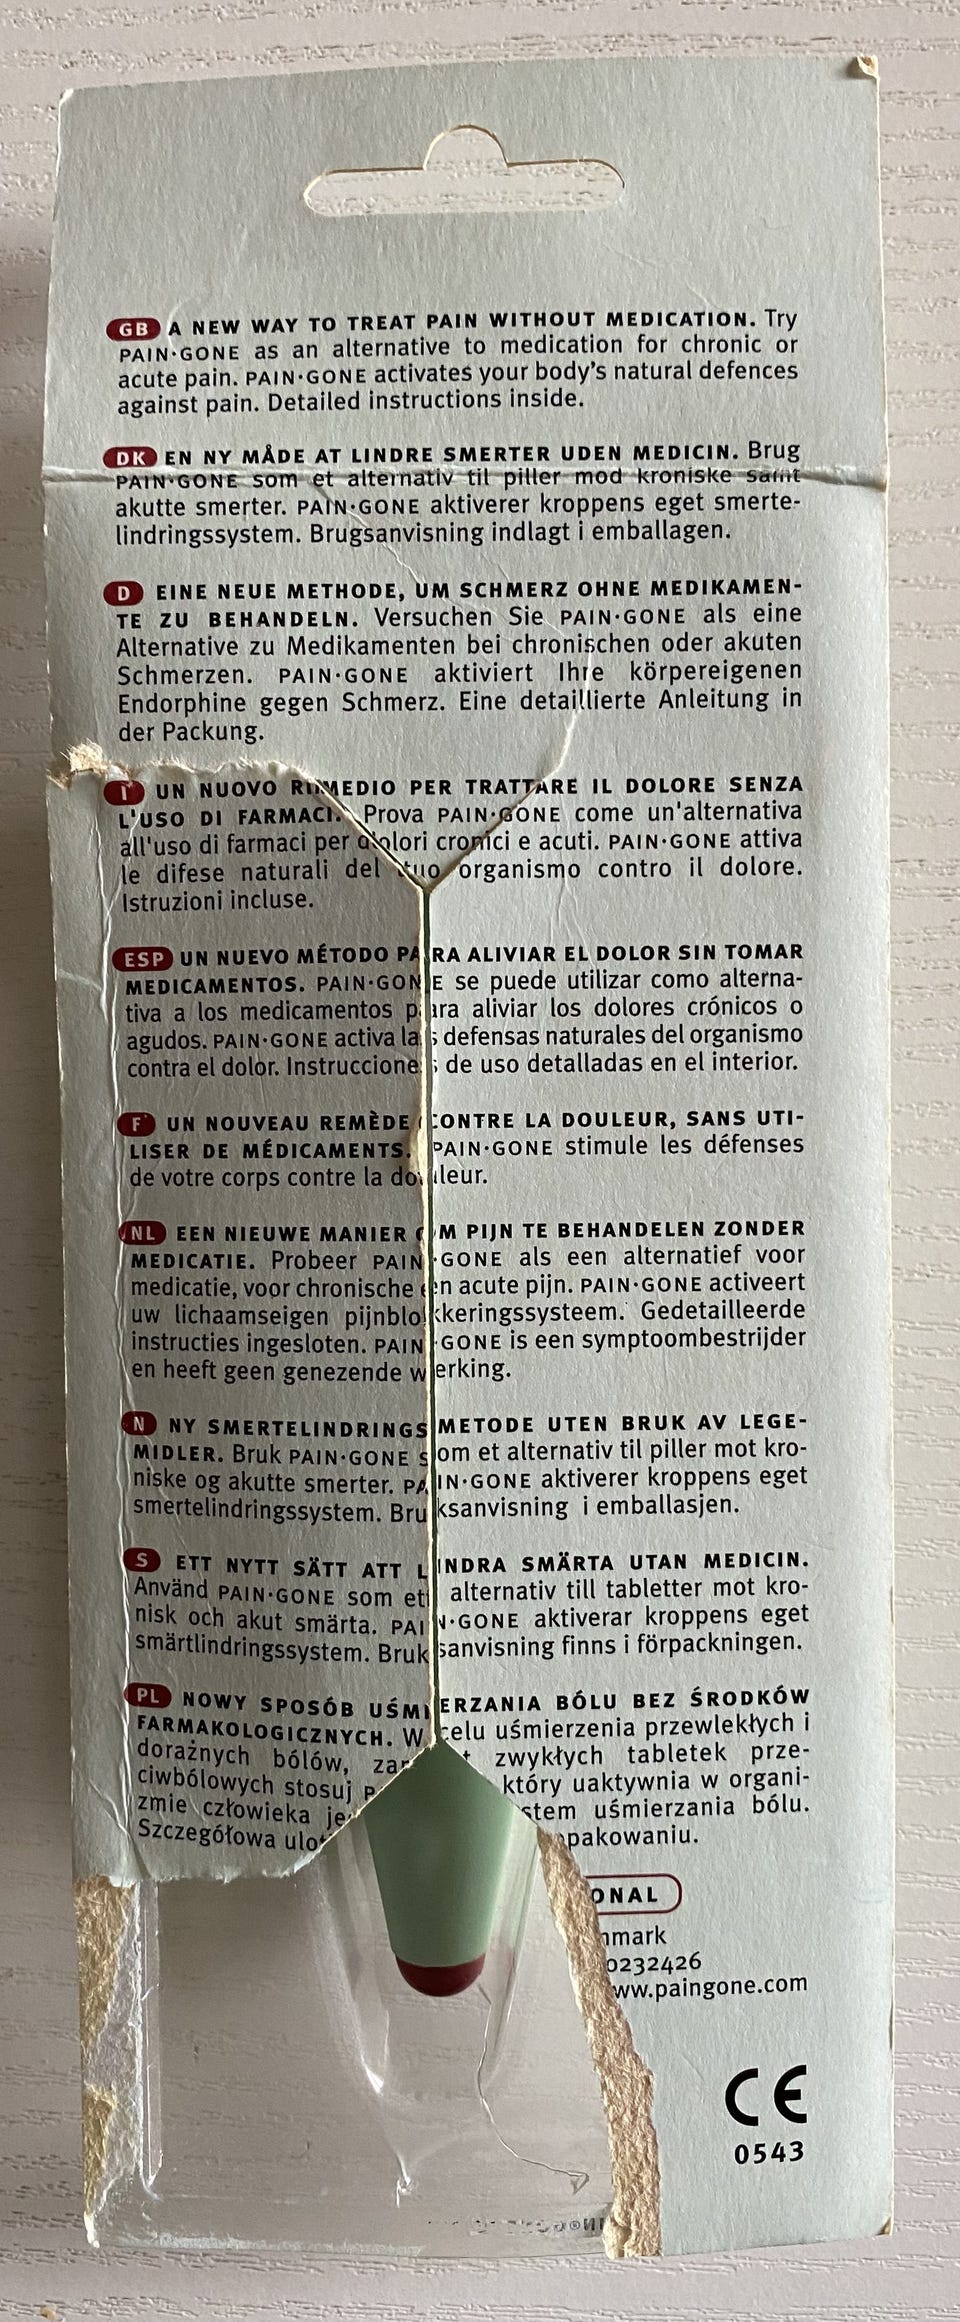 GB A NEW WAY TO TREAT PAIN WITHOUT MEDICATION. Try
PAIN·GONE as an alternative to medication for chronic or
acute pain. PAIN·GONE activates your body's natural defences
against pain. Detailed instructions inside.
DK EN NY MÅDE AT LINDRE SMERTER UDEN MEDICIN. Brug
PAIN·GONE som et alternativ til piller mod kroniske samt
akutte smerter. PAIN·GONE aktiverer kroppens eget smerte-
lindringssystem. Brugsanvisning indlagt i emballagen.
D EINE NEUE METHODE, UM SCHMERZ OHNE MEDIKAMEN-
TE ZU BEHANDELN. Versuchen Sie PAIN·GONE als eine
Alternative zu Medikamenten bei chronischen oder akuten
Schmerzen. PAIN·GONE aktiviert Ihre körpereigenen
Endorphine gegen Schmerz. Eine detaillierte Anleitung in
der Packung.
I UN NUOVO RIMEDIO PER TRATTARE IL DOLORE SENZA
L'USO DI FARMACI. Prova PAIN·GONE come un'alternativa
all'uso di farmaci per dolori cronici e acuti. PAIN·GONE attiva
le difese naturali del tuo organismo contro il dolore.
Istruzioni incluse.
ESP UN NUEVO MÉTODO PARA ALIVIAR EL DOLOR SIN TOMAR
MEDICAMENTOS. PAIN·GONE se puede utilizar como alterna-
tiva a los medicamentos para aliviar los dolores crónicos o
agudos. PAIN·GONE activa las defensas naturales del organismo
contra el dolor. Instrucciones de uso detalladas en el interior.
F UN NOUVEAU REMÈDE CONTRE LA DOULEUR, SANS UTI-
LISER DE MÉDICAMENTS. PAIN·GONE stimule les défenses
de votre corps contre la douleur.
NL EEN NIEUWE MANIER OM PIJN TE BEHANDELEN ZONDER
MEDICATIE. Probeer PAIN·GONE als een alternatief voor
medicatie, voor chronische en acute pijn. PAIN·GONE activeert
uw lichaamseigen pijnblokkeringssysteem. Gedetailleerde
instructies ingesloten. PAIN·GONE is een symptoombestrijder
en heeft geen genezende werking.
N NY SMERTELINDRINGSMETODE UTEN BRUK AV LEGE-
MIDLER. Bruk PAIN·GONE som et alternativ til piller mot kro-
niske og akutte smerter. PAIN·GONE aktiverer kroppens eget
smertelindringssystem. Bruksanvisning i emballasjen.
S ETT NYTT SÄTT ATT LINDRA SMÄRTA UTAN MEDICIN.
Använd PAIN·GONE som ett alternativ till tabletter mot kro-
nisk och akut smärta. PAIN·GONE aktiverar kroppens eget
smärtlindringssystem. Bruksanvisning finns i förpackningen.
PL NOWY SPOSÓB UŚMIERZANIA BÓLU BEZ ŚRODKÓW
FARMAKOLOGICZNYCH. W celu uśmierzenia przewlekłych i
dorażnych bólów, zwykłych tabletek prze-
ciwbólowych stosuj który uaktywnia w organi-
zmie człowieka uśmierzania bólu.
Szczegółowa opakowaniu.
ONAL
nmark
0232426
ww.paingone.com
CE
0543